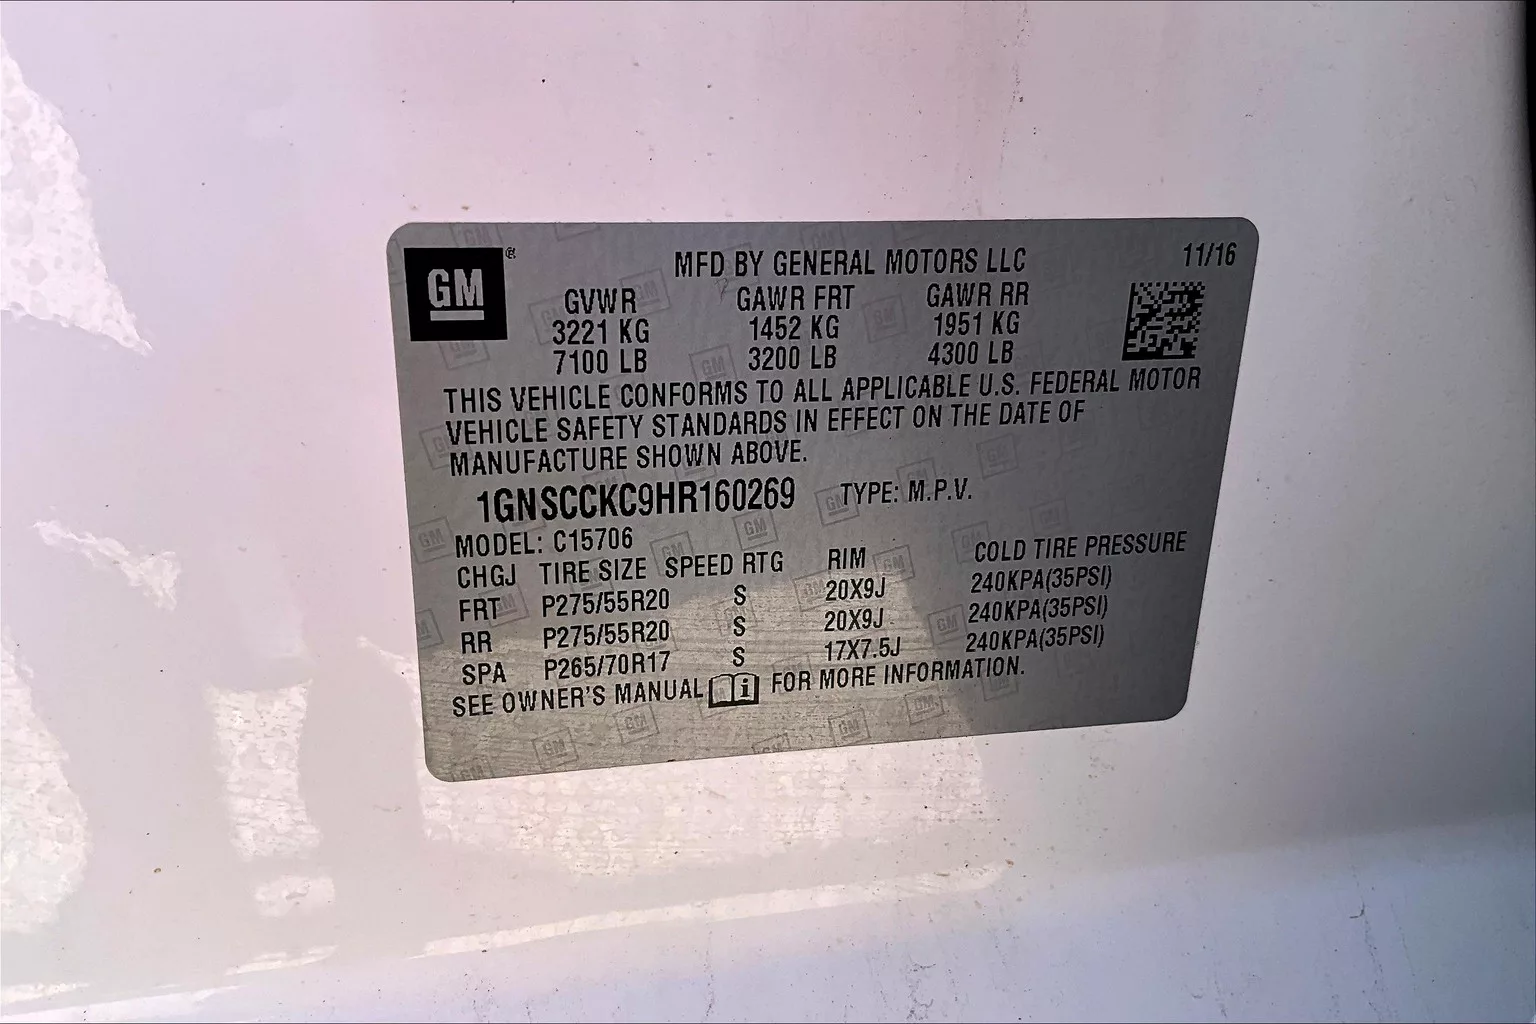 GM
MFD BY GENERAL MOTORS LLC 11/16
GVWR GAWR FRT GAWR RR
3221 KG 1452 KG 1951 KG
7100 LB 3200 LB 4300 LB
THIS VEHICLE CONFORMS TO ALL APPLICABLE U.S. FEDERAL MOTOR
VEHICLE SAFETY STANDARDS IN EFFECT ON THE DATE OF
MANUFACTURE SHOWN ABOVE.
1GNSCCKC9HR160269 TYPE: M.P.V.
MODEL: C15706
CHGJ TIRE SIZE SPEED RTG RIM COLD TIRE PRESSURE
FRT P275/55R20 S 20X9J 240KPA(35PSI)
RR P275/55R20 S 20X9J 240KPA(35PSI)
SPA P265/70R17 S 17X7.5J 240KPA(35PSI)
SEE OWNER'S MANUAL i FOR MORE INFORMATION.